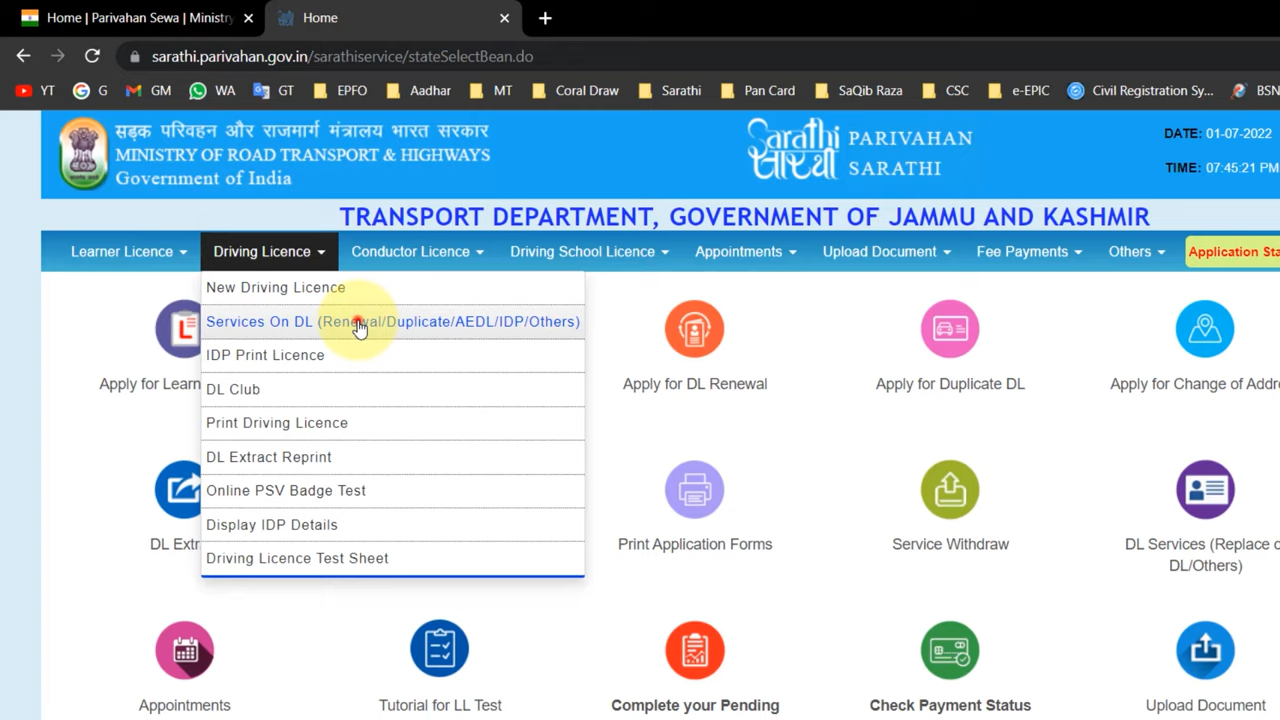 Home | Parivahan Sewa | Ministry
Home
sarathi.parivahan.gov.in/sarathiservice/stateSelectBean.do
YT G GM WA GT EPFO Aadhar MT Coral Draw Sarathi Pan Card SaQib Raza CSC e-EPIC Civil Registration Sy... BSN
सड़क परिवहन और राजमार्ग मंत्रालय भारत सरकार
MINISTRY OF ROAD TRANSPORT & HIGHWAYS
Government of India
Sarathi
सारथी
PARIVAHAN
SARATHI
DATE: 01-07-2022
TIME: 07:45:21 PM
TRANSPORT DEPARTMENT, GOVERNMENT OF JAMMU AND KASHMIR
Learner Licence Driving Licence Conductor Licence Driving School Licence Appointments Upload Document Fee Payments Others Application Sta
New Driving Licence
Services On DL (Renewal/Duplicate/AEDL/IDP/Others)
IDP Print Licence
DL Club
Print Driving Licence
DL Extract Reprint
Online PSV Badge Test
Display IDP Details
Driving Licence Test Sheet
L
Apply for Learn
Apply for DL Renewal
Apply for Duplicate DL
Apply for Change of Addr
DL Extr
Print Application Forms
Service Withdraw
DL Services (Replace o
DL/Others)
Appointments
Tutorial for LL Test
Complete your Pending
Check Payment Status
Upload Document